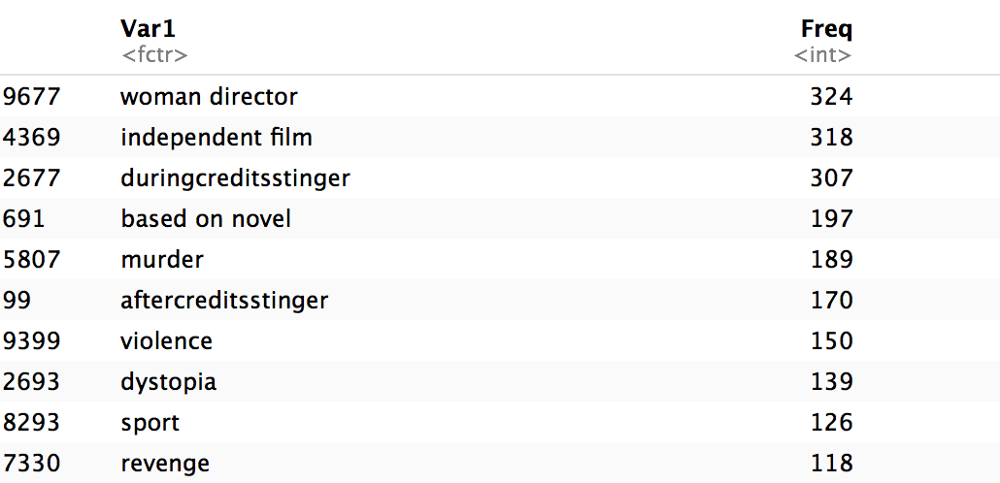 Var1 Freq
<fctr> <int>
9677 woman director 324
4369 independent film 318
2677 duringcreditsstinger 307
691 based on novel 197
5807 murder 189
99 aftercreditsstinger 170
9399 violence 150
2693 dystopia 139
8293 sport 126
7330 revenge 118